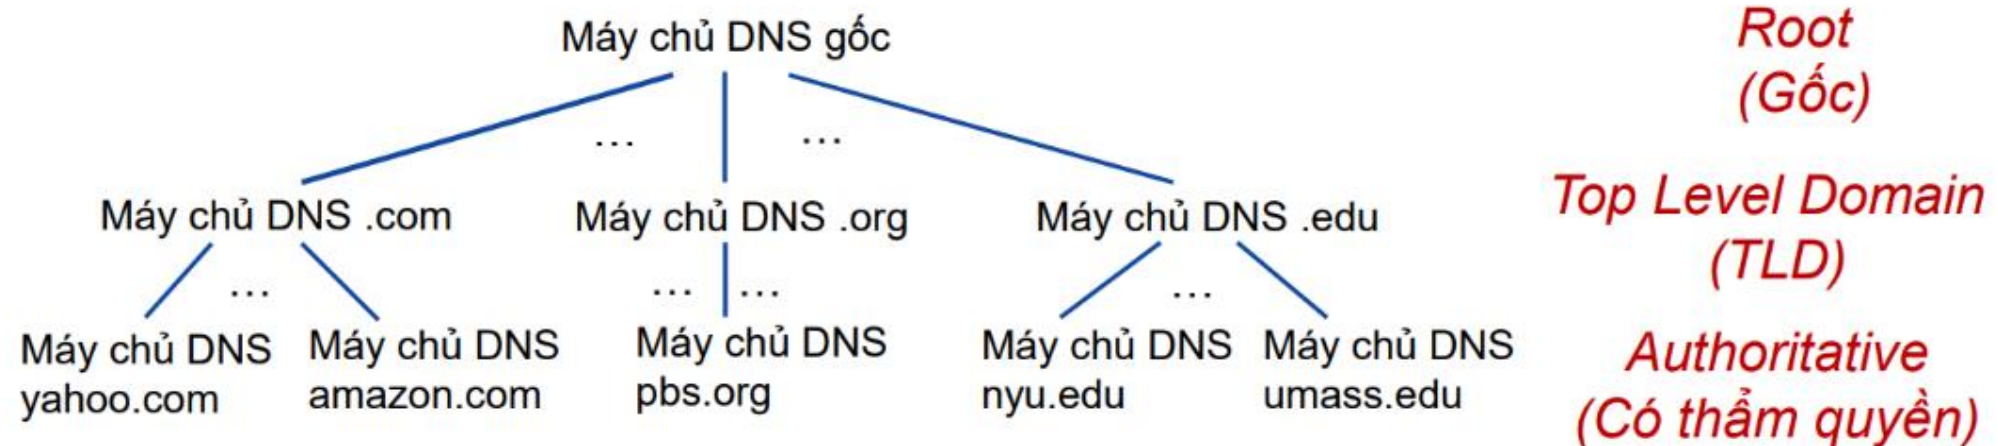 Máy chủ DNS gốc
Root
(Gốc)
... ...
Máy chủ DNS .com
Máy chủ DNS .org
Máy chủ DNS .edu
Top Level Domain
(TLD)
... ... ... ...
Máy chủ DNS
yahoo.com
Máy chủ DNS
amazon.com
Máy chủ DNS
pbs.org
Máy chủ DNS
nyu.edu
Máy chủ DNS
umass.edu
Authoritative
(Có thẩm quyền)